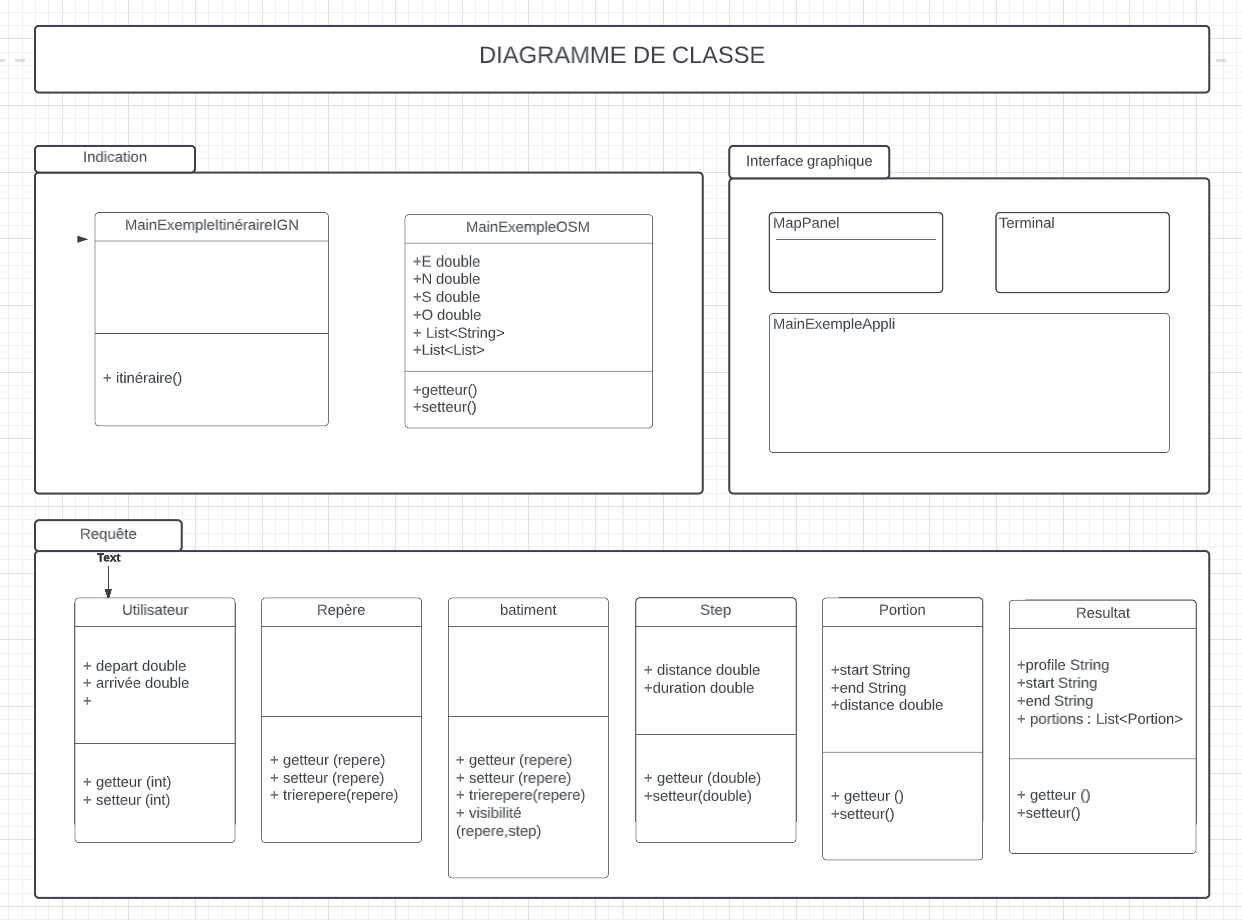 DIAGRAMME DE CLASSE
Indication
MainExempleItinéraireIGN
+ itinéraire()
MainExempleOSM
+E double
+N double
+S double
+O double
+ List<String>
+List<List>
+getteur()
+setteur()
Interface graphique
MapPanel
Terminal
MainExempleAppli
Requête
Text
Utilisateur
+ depart double
+ arrivée double
+
+ getteur (int)
+ setteur (int)
Repère
+ getteur (repere)
+ setteur (repere)
+ trierepere(repere)
batiment
+ getteur (repere)
+ setteur (repere)
+ trierepere(repere)
+ visibilité
(repere,step)
Step
+ distance double
+duration double
+ getteur (double)
+setteur(double)
Portion
+start String
+end String
+distance double
+ getteur ()
+setteur()
Resultat
+profile String
+start String
+end String
+ portions : List<Portion>
+ getteur ()
+setteur()